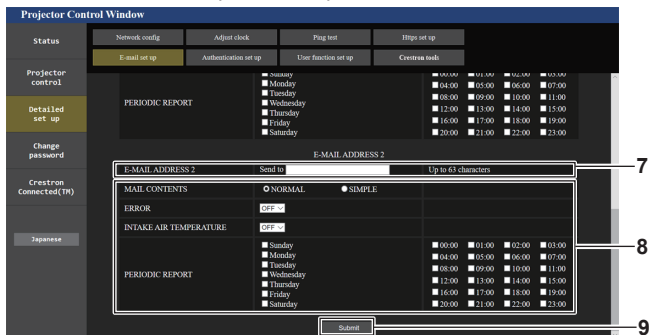 Projector Control Window
Status
Network config Adjust clock Ping test Https set up
E-mail set up Authentication set up User function set up Crestron tools
Projector control
Detailed set up
Change password
Crestron Connected(TM)
Japanese
PERIODIC REPORT
Sunday 00:00 01:00 02:00 03:00
Monday 04:00 05:00 06:00 07:00
Tuesday 08:00 09:00 10:00 11:00
Wednesday 12:00 13:00 14:00 15:00
Thursday
Friday 16:00 17:00 18:00 19:00
Saturday 20:00 21:00 22:00 23:00
E-MAIL ADDRESS 2
E-MAIL ADDRESS 2 Send to Up to 63 characters
7
MAIL CONTENTS NORMAL SIMPLE
ERROR OFF
INTAKE AIR TEMPERATURE OFF
8
PERIODIC REPORT
Sunday 00:00 01:00 02:00 03:00
Monday 04:00 05:00 06:00 07:00
Tuesday 08:00 09:00 10:00 11:00
Wednesday 12:00 13:00 14:00 15:00
Thursday
Friday 16:00 17:00 18:00 19:00
Saturday 20:00 21:00 22:00 23:00
Submit
9